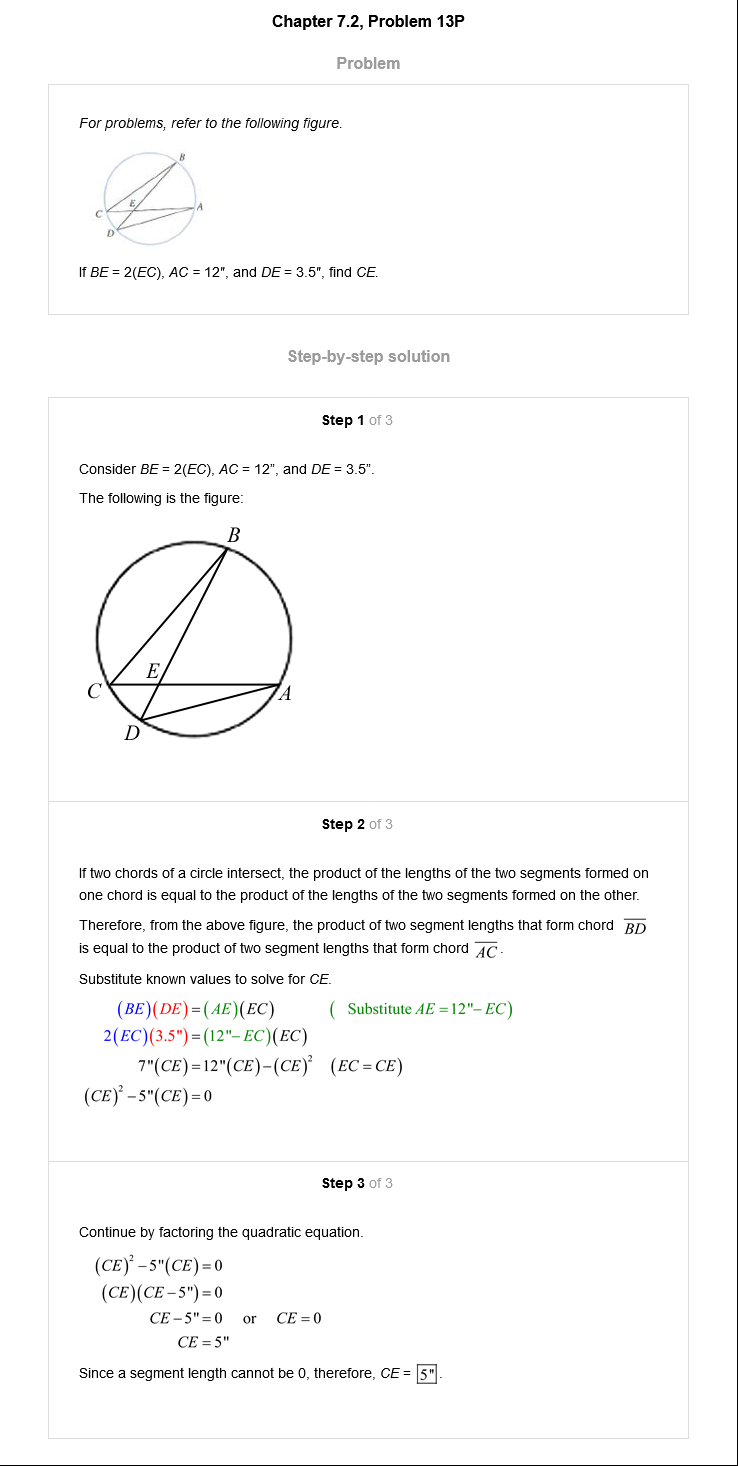 Chapter 7.2, Problem 13P
Problem
For problems, refer to the following figure.
B
E
C
A
D
If BE = 2(EC), AC = 12″, and DE = 3.5″, find CE.
Step-by-step solution
Step 1 of 3
Consider BE = 2(EC), AC = 12”, and DE = 3.5”.
The following is the figure:
B
E
C
A
D
Step 2 of 3
If two chords of a circle intersect, the product of the lengths of the two segments formed on
one chord is equal to the product of the lengths of the two segments formed on the other.
Therefore, from the above figure, the product of two segment lengths that form chord \overline{BD}
is equal to the product of two segment lengths that form chord \overline{AC}.
Substitute known values to solve for CE.
(BE)(DE)=(AE)(EC) ( Substitute AE=12"–EC)
2(EC)(3.5")=(12"–EC)(EC)
7"(CE)=12"(CE)–(CE)² (EC=CE)
(CE)²–5"(CE)=0
Step 3 of 3
Continue by factoring the quadratic equation.
(CE)²–5"(CE)=0
(CE)(CE–5")=0
CE–5"=0 or CE=0
CE=5"
Since a segment length cannot be 0, therefore, CE = 5".